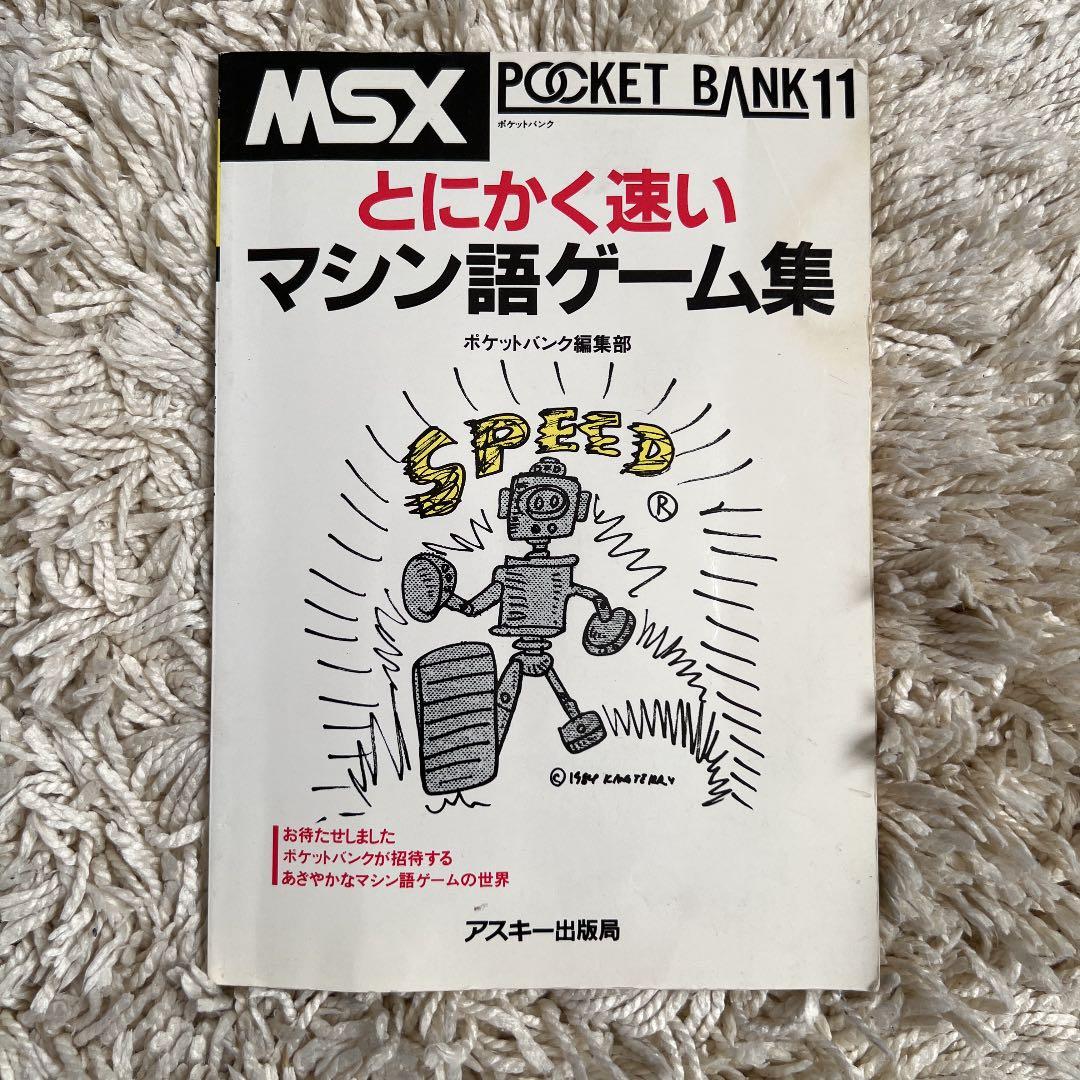 MSX
POCKET BANK 11
ポケットバンク
とにかく速い
マシン語ゲーム集
ポケットバンク編集部
SPEED
®
© 1984
お待たせしました
ポケットバンクが招待する
あざやかなマシン語ゲームの世界
アスキー出版局